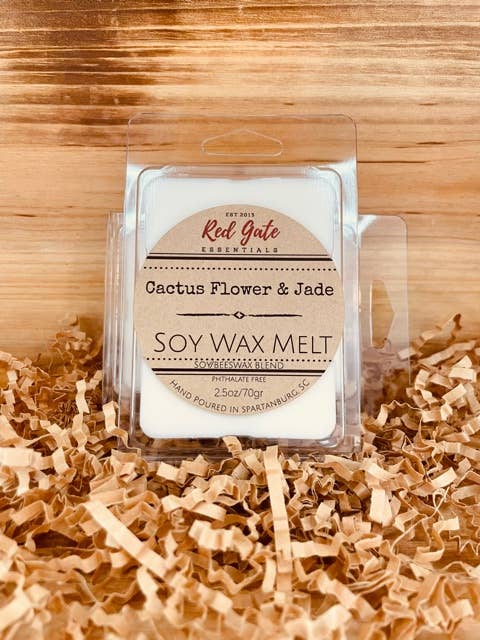 EST 2013
Red Gate
ESSENTIALS
Cactus Flower & Jade
SOY WAX MELT
SOY/BEESWAX BLEND
PHTHALATE FREE
2.5oz/70gr
HAND POURED IN SPARTANBURG, SC